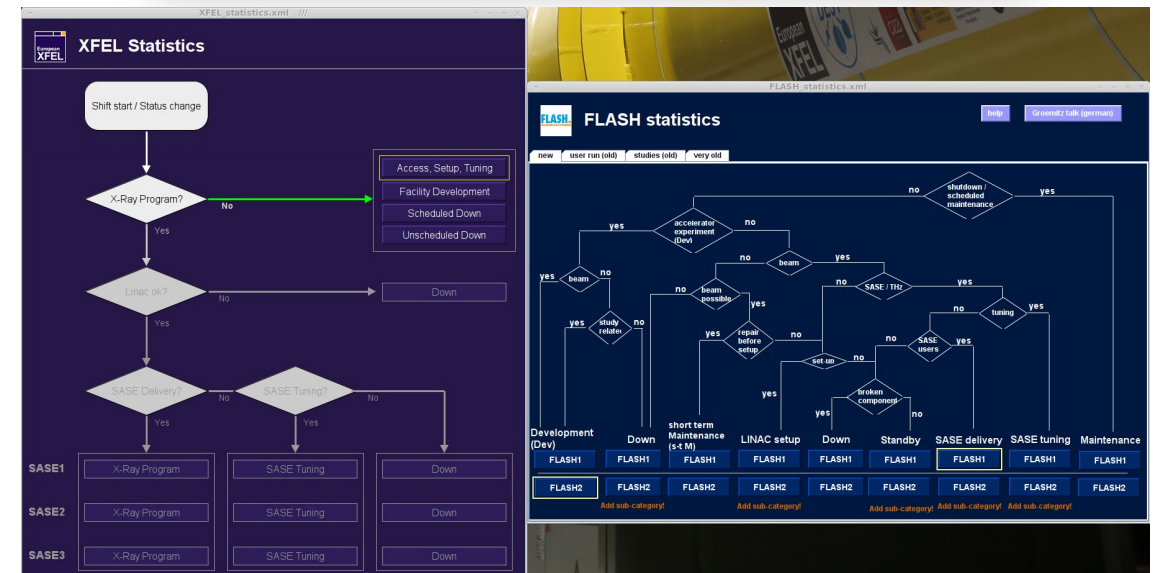 XFEL_statistics.xml ///
European
XFEL
XFEL Statistics
Shift start / Status change
Access, Setup, Tuning
Facility Development
Scheduled Down
Unscheduled Down
X-Ray Program?
No
Yes
Linac ok?
No
Down
Yes
SASE Delivery?
No
SASE Tuning?
No
Yes
Yes
SASE1
X-Ray Program
SASE Tuning
Down
SASE2
X-Ray Program
SASE Tuning
Down
SASE3
X-Ray Program
SASE Tuning
Down
European
XFEL
FLASH_statistics.xml
FLASH.
FLASH statistics
help
Groemitz talk (german)
new
user run (old)
studies (old)
very old
no
shutdown /
scheduled
maintenance
yes
yes
accelerator
experiment
(Dev)
no
no
beam
yes
yes
beam
no
no
beam
possible
yes
no
SASE / THz
yes
yes
study
relate
no
yes
repair
before
setup
no
no
tuning
yes
no
SASE
users
yes
set-up
no
yes
broken
component
yes
no
Development
(Dev)
Down
short term
Maintenance
(s-t M)
LINAC setup
Down
Standby
SASE delivery
SASE tuning
Maintenance
FLASH1
FLASH1
FLASH1
FLASH1
FLASH1
FLASH1
FLASH1
FLASH1
FLASH1
FLASH2
FLASH2
FLASH2
FLASH2
FLASH2
FLASH2
FLASH2
FLASH2
FLASH2
Add sub-category!
Add sub-category!
Add sub-category!
Add sub-category!
Add sub-category!